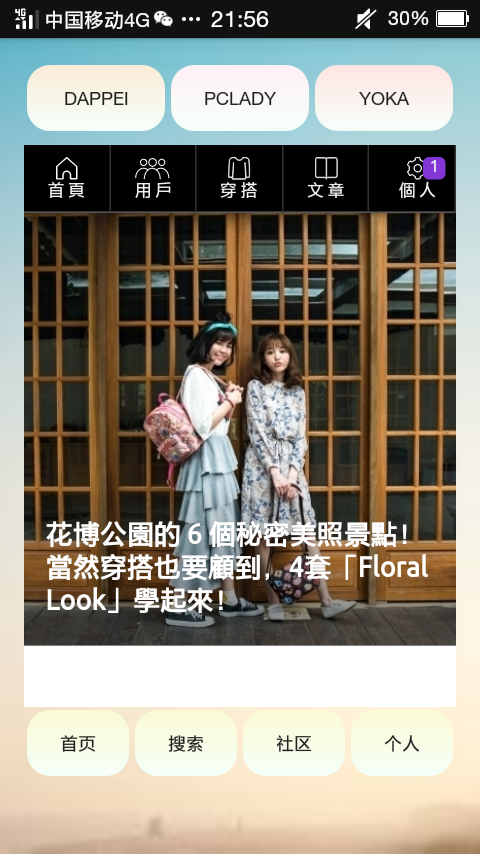 中国移动4G 21:56 30%
DAPPEI PCLADY YOKA
首頁 用戶 穿搭 文章 個人 1
花博公園的 6 個秘密美照景點！
當然穿搭也要顧到，4套「Floral
Look」學起來！
首页 搜索 社区 个人